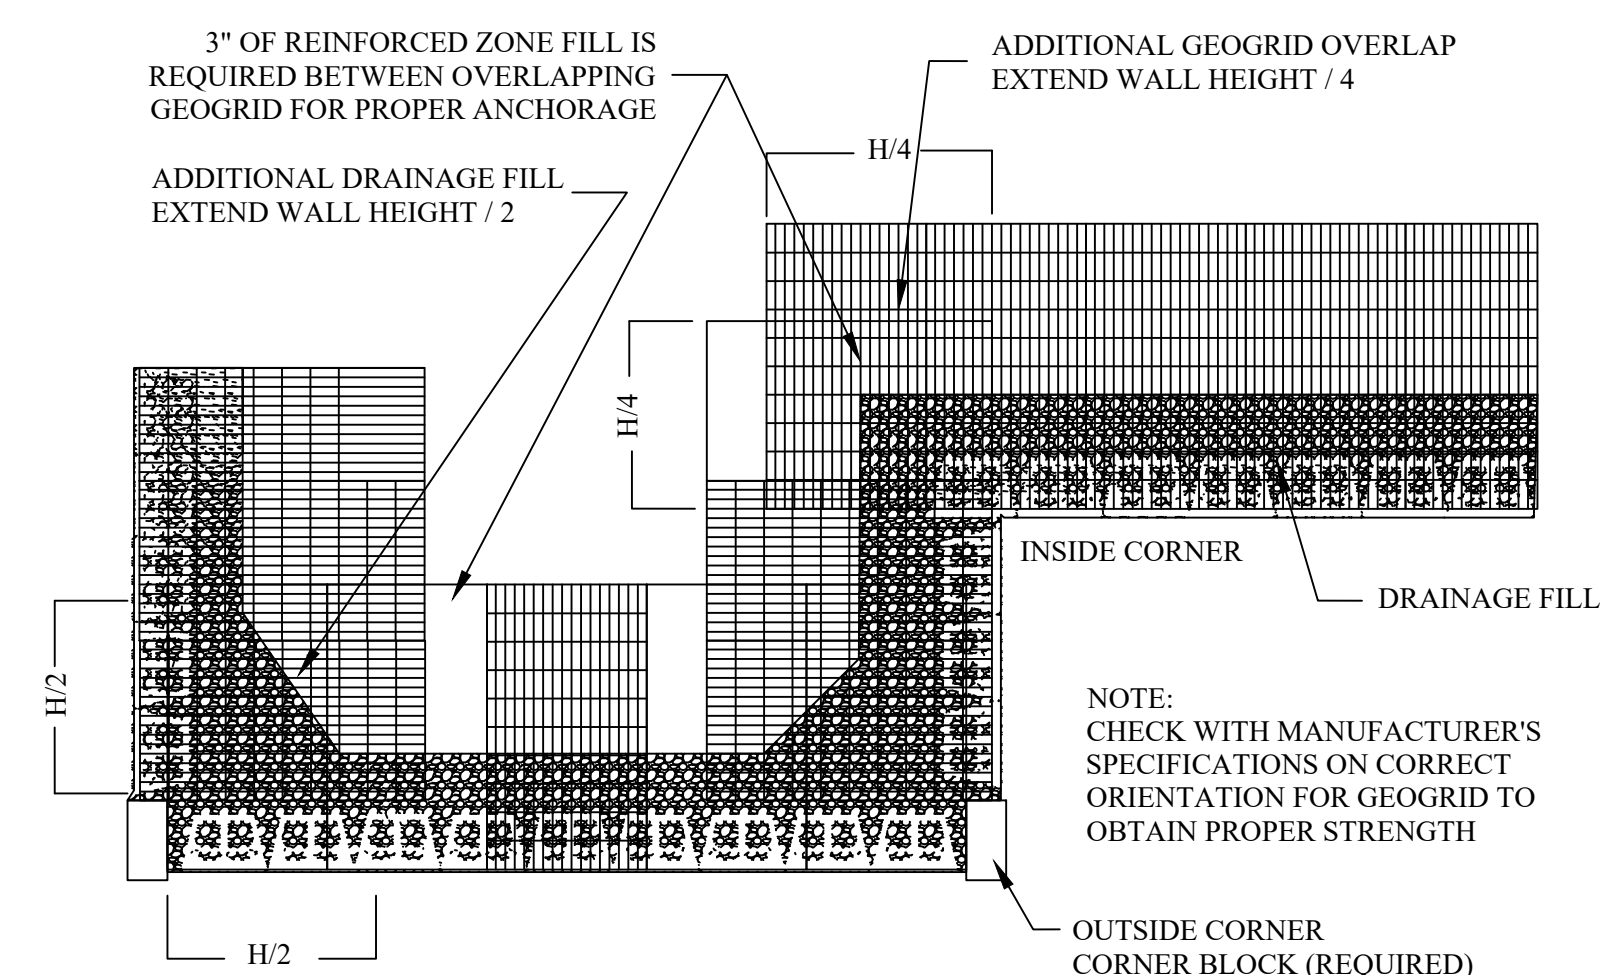 3" OF REINFORCED ZONE FILL IS
REQUIRED BETWEEN OVERLAPPING
GEOGRID FOR PROPER ANCHORAGE
ADDITIONAL GEOGRID OVERLAP
EXTEND WALL HEIGHT / 4
H/4
ADDITIONAL DRAINAGE FILL
EXTEND WALL HEIGHT / 2
H/4
INSIDE CORNER
DRAINAGE FILL
H/2
NOTE:
CHECK WITH MANUFACTURER'S
SPECIFICATIONS ON CORRECT
ORIENTATION FOR GEOGRID TO
OBTAIN PROPER STRENGTH
H/2
OUTSIDE CORNER
CORNER BLOCK (REQUIRED)